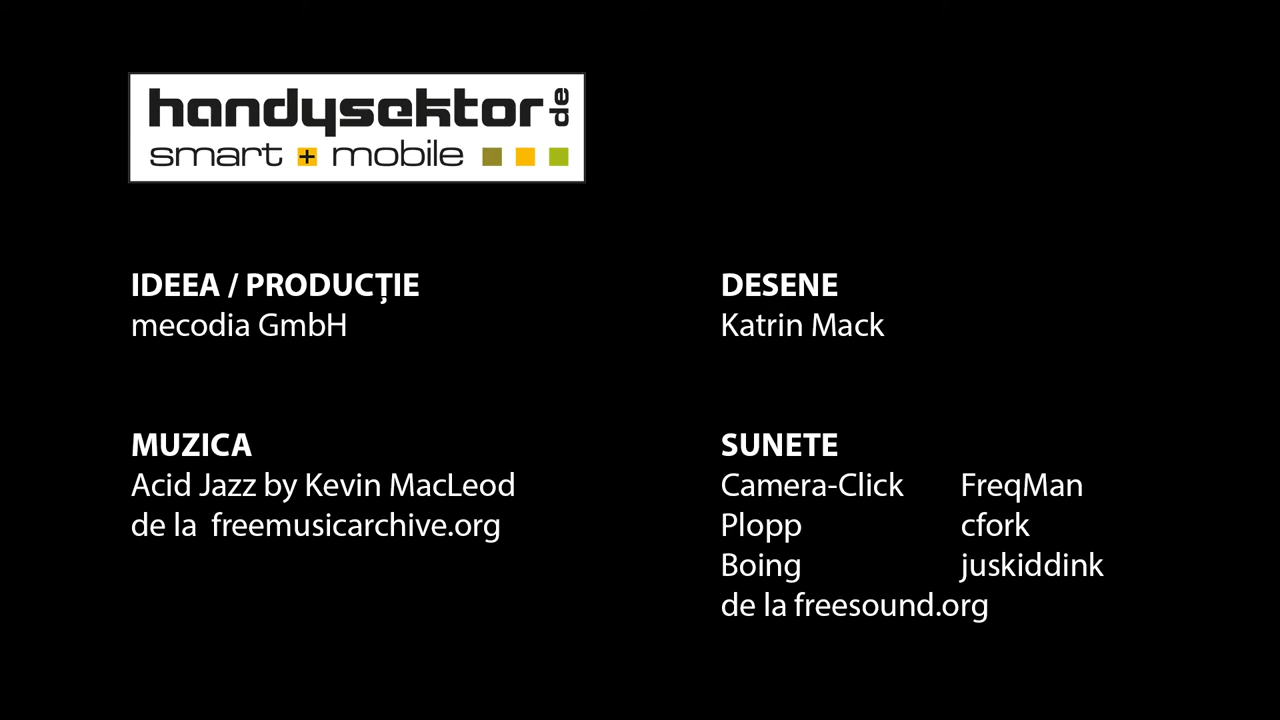 handysektor.de
smart + mobile
IDEEA / PRODUCȚIE
mecodia GmbH
DESENE
Katrin Mack
MUZICA
Acid Jazz by Kevin MacLeod
de la freemusicarchive.org
SUNETE
Camera-Click FreqMan
Plopp cfork
Boing juskiddink
de la freesound.org